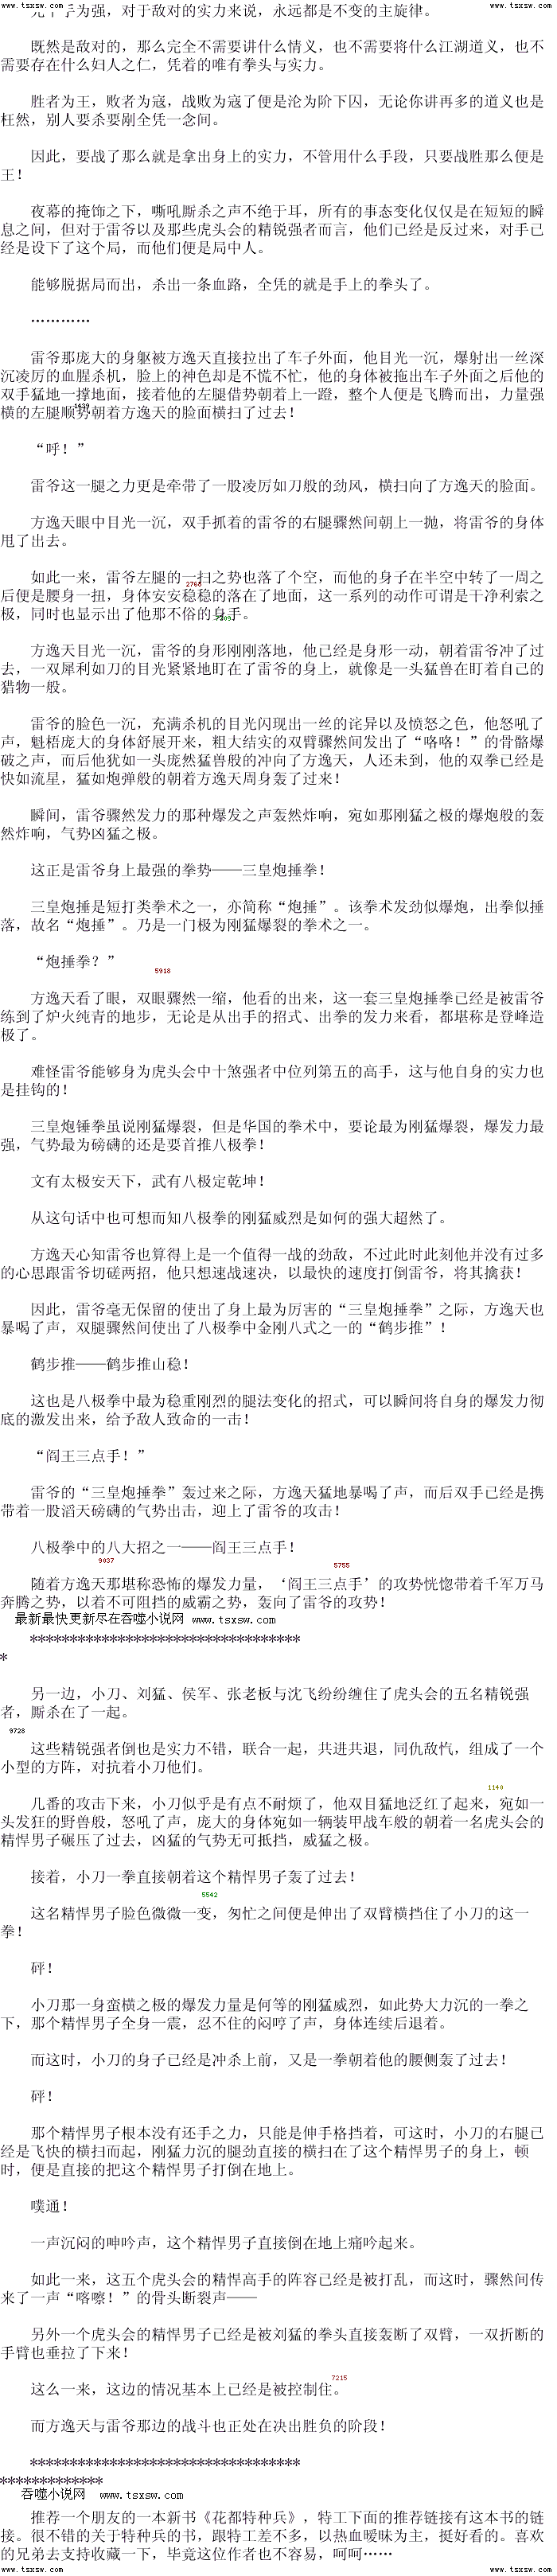 www.tsxsw.com www.tsxsw.com
为强，对于敌对的实力来说，永远都是不变的主旋律。
既然是敌对的，那么完全不需要讲什么情义，也不需要将什么江湖道义，也不
需要存在什么妇人之仁，凭着的唯有拳头与实力。
胜者为王，败者为寇，战败为寇了便是沦为阶下囚，无论你讲再多的道义也是
枉然，别人要杀要剐全凭一念间。
因此，要战了那么就是拿出身上的实力，不管用什么手段，只要战胜那么便是
王！
夜幕的掩饰之下，嘶吼厮杀之声不绝于耳，所有的事态变化仅仅是在短短的瞬
息之间，但对于雷爷以及那些虎头会的精锐强者而言，他们已经是反过来，对手已
经是设下了这个局，而他们便是局中人。
能够脱据局而出，杀出一条血路，全凭的就是手上的拳头了。
…………
雷爷那庞大的身躯被方逸天直接拉出了车子外面，他目光一沉，爆射出一丝深
沉凌厉的血腥杀机，脸上的神色却是不慌不忙，他的身体被拖出车子外面之后他的
双手猛地一撑地面，接着他的左腿借势朝着上一蹬，整个人便是飞腾而出，力量强
横的左腿顺势朝着方逸天的脸面横扫了过去！
“呼！”
雷爷这一腿之力更是牵带了一股凌厉如刀般的劲风，横扫向了方逸天的脸面。
方逸天眼中目光一沉，双手抓着的雷爷的右腿骤然间朝上一抛，将雷爷的身体
甩了出去。
如此一来，雷爷左腿的一扫之势也落了个空，而他的身子在半空中转了一周之
2766
后便是腰身一扭，身体安安稳稳的落在了地面，这一系列的动作可谓是干净利索之
极，同时也显示出了他那不俗的身手。
方逸天目光一沉，雷爷的身形刚刚落地，他已经是身形一动，朝着雷爷冲了过
去，一双犀利如刀的目光紧紧地盯在了雷爷的身上，就像是一头猛兽在盯着自己的
猎物一般。
雷爷的脸色一沉，充满杀机的目光闪现出一丝的诧异以及愤怒之色，他怒吼了
声，魁梧庞大的身体舒展开来，粗大结实的双臂骤然间发出了“咯咯！”的骨骼爆
破之声，而后他犹如一头庞然猛兽般的冲向了方逸天，人还未到，他的双拳已经是
快如流星，猛如炮弹般的朝着方逸天周身轰了过来！
瞬间，雷爷骤然发力的那种爆发之声轰然炸响，宛如那刚猛之极的爆炮般的轰
然炸响，气势凶猛之极。
这正是雷爷身上最强的拳势——三皇炮捶拳！
三皇炮捶是短打类拳术之一，亦简称“炮捶”。该拳术发劲似爆炮，出拳似捶
落，故名“炮捶”。乃是一门极为刚猛爆裂的拳术之一。
“炮捶拳？”
5918
方逸天看了眼，双眼骤然一缩，他看的出来，这一套三皇炮捶拳已经是被雷爷
练到了炉火纯青的地步，无论是从出手的招式、出拳的发力来看，都堪称是登峰造
极了。
难怪雷爷能够身为虎头会中十煞强者中位列第五的高手，这与他自身的实力也
是挂钩的！
三皇炮锤拳虽说刚猛爆裂，但是华国的拳术中，要论最为刚猛爆裂，爆发力最
强，气势最为磅礴的还是要首推八极拳！
文有太极安天下，武有八极定乾坤！
从这句话中也可想而知八极拳的刚猛威烈是如何的强大超然了。
方逸天心知雷爷也算得上是一个值得一战的劲敌，不过此时此刻他并没有过多
的心思跟雷爷切磋两招，他只想速战速决，以最快的速度打倒雷爷，将其擒获！
因此，雷爷毫无保留的使出了身上最为厉害的“三皇炮捶拳”之际，方逸天也
暴喝了声，双腿骤然间使出了八极拳中金刚八式之一的“鹤步推”！
鹤步推——鹤步推山稳！
这也是八极拳中最为稳重刚烈的腿法变化的招式，可以瞬间将自身的爆发力彻
底的激发出来，给予敌人致命的一击！
“阎王三点手！”
雷爷的“三皇炮捶拳”轰过来之际，方逸天猛地暴喝了声，而后双手已经是携
带着一股滔天磅礴的气势出击，迎上了雷爷的攻击！
八极拳中的八大招之一——阎王三点手！
9037 5755
随着方逸天那堪称恐怖的爆发力量，‘阎王三点手’的攻势恍惚带着千军万马
奔腾之势，以着不可阻挡的威霸之势，轰向了雷爷的攻势！
最新最快更新尽在吞噬小说网 www.tsxsw.com
**********************************
*
另一边，小刀、刘猛、侯军、张老板与沈飞纷纷缠住了虎头会的五名精锐强
者，厮杀在了一起。
9728
这些精锐强者倒也是实力不错，联合一起，共进共退，同仇敌忾，组成了一个
小型的方阵，对抗着小刀他们。
1140
几番的攻击下来，小刀似乎是有点不耐烦了，他双目猛地泛红了起来，宛如一
头发狂的野兽般，怒吼了声，庞大的身体宛如一辆装甲战车般的朝着一名虎头会的
精悍男子碾压了过去，凶猛的气势无可抵挡，威猛之极。
接着，小刀一拳直接朝着这个精悍男子轰了过去！
5542
这名精悍男子脸色微微一变，匆忙之间便是伸出了双臂横挡住了小刀的这一
拳！
砰！
小刀那一身蛮横之极的爆发力量是何等的刚猛威烈，如此势大力沉的一拳之
下，那个精悍男子全身一震，忍不住的闷哼了声，身体连续后退着。
而这时，小刀的身子已经是冲杀上前，又是一拳朝着他的腰侧轰了过去！
砰！
那个精悍男子根本没有还手之力，只能是伸手格挡着，可这时，小刀的右腿已
经是飞快的横扫而起，刚猛力沉的腿劲直接的横扫在了这个精悍男子的身上，顿
时，便是直接的把这个精悍男子打倒在地上。
噗通！
一声沉闷的呻吟声，这个精悍男子直接倒在地上痛吟起来。
如此一来，这五个虎头会的精悍高手的阵容已经是被打乱，而这时，骤然间传
来了一声“喀嚓！”的骨头断裂声——
另外一个虎头会的精悍男子已经是被刘猛的拳头直接轰断了双臂，一双折断的
手臂也垂拉了下来！
7215
这么一来，这边的情况基本上已经是被控制住。
而方逸天与雷爷那边的战斗也正处在决出胜负的阶段！
**********************************
*************
吞噬小说网 www.tsxsw.com
推荐一个朋友的一本新书《花都特种兵》，特工下面的推荐链接有这本书的链
接。很不错的关于特种兵的书，跟特工差不多，以热血暧昧为主，挺好看的。喜欢
的兄弟去支持收藏一下，毕竟这位作者也不容易，呵呵……
www.tsxsw.com www.tsxsw.com